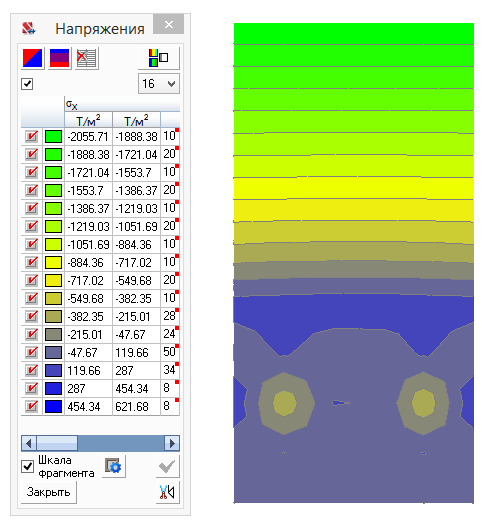 Напряжения
16
σx
Т/м2 Т/м2
-2055.71 -1888.38 10
-1888.38 -1721.04 20
-1721.04 -1553.7 10
-1553.7 -1386.37 20
-1386.37 -1219.03 10
-1219.03 -1051.69 20
-1051.69 -884.36 10
-884.36 -717.02 10
-717.02 -549.68 20
-549.68 -382.35 10
-382.35 -215.01 28
-215.01 -47.67 24
-47.67 119.66 50
119.66 287 34
287 454.34 8
454.34 621.68 8
Шкала
фрагмента
Закрыть